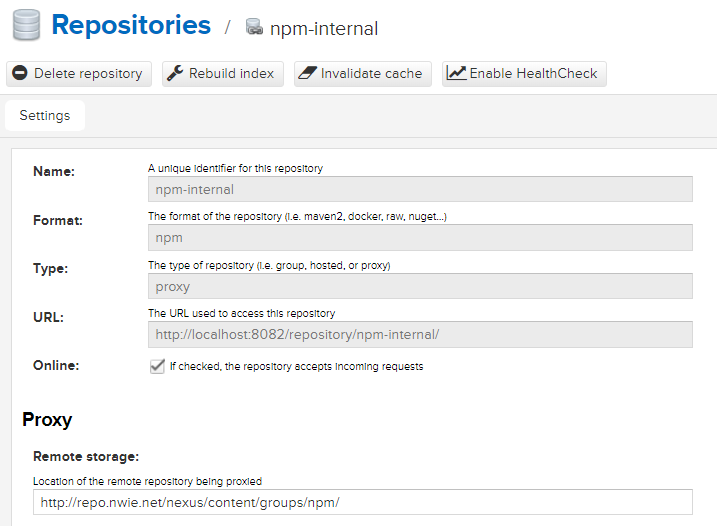 Repositories / npm-internal
Delete repository Rebuild index Invalidate cache Enable HealthCheck
Settings
Name: A unique identifier for this repository
npm-internal
Format: The format of the repository (i.e. maven2, docker, raw, nuget...)
npm
Type: The type of repository (i.e. group, hosted, or proxy)
proxy
URL: The URL used to access this repository
http://localhost:8082/repository/npm-internal/
Online: If checked, the repository accepts incoming requests
Proxy
Remote storage:
Location of the remote repository being proxied
http://repo.nwie.net/nexus/content/groups/npm/